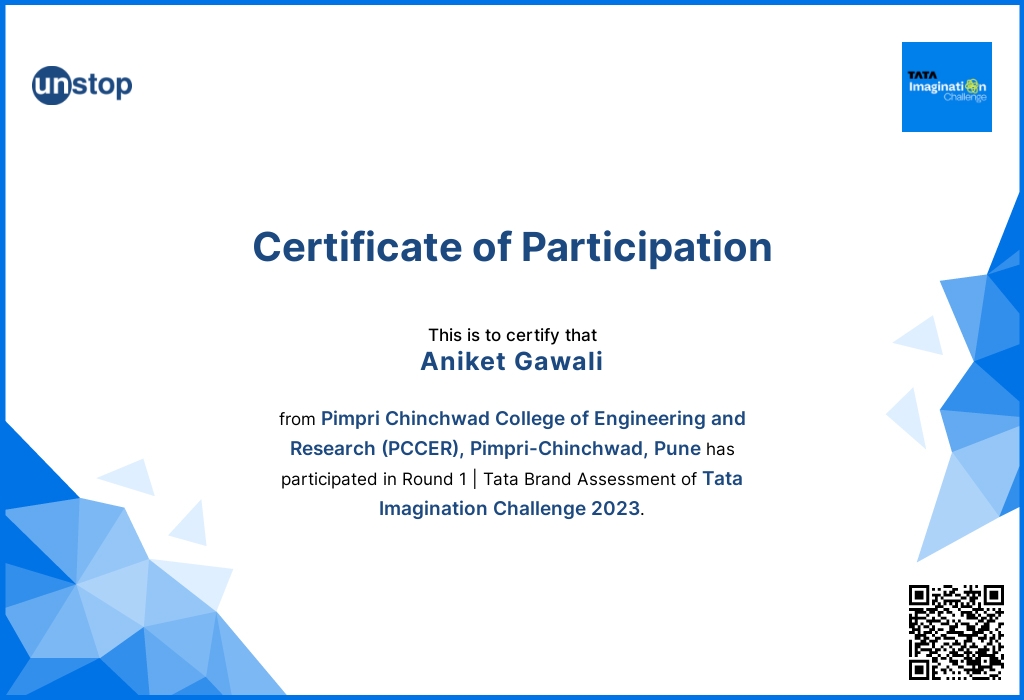 unstop
TATA
Imagination
Challenge
Certificate of Participation
This is to certify that
Aniket Gawali
from Pimpri Chinchwad College of Engineering and
Research (PCCER), Pimpri-Chinchwad, Pune has
participated in Round 1 | Tata Brand Assessment of Tata
Imagination Challenge 2023.